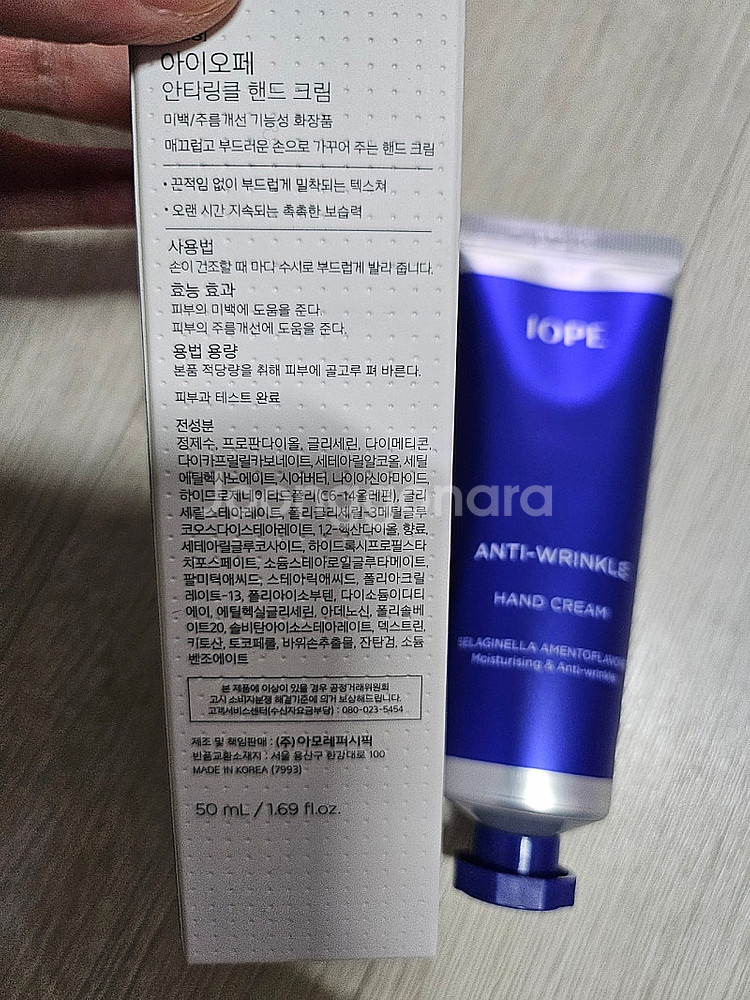 아이오페
안타링클 핸드 크림
미백/주름개선 기능성 화장품
매끄럽고 부드러운 손으로 가꾸어 주는 핸드 크림
• 끈적임 없이 부드럽게 밀착되는 텍스쳐
• 오랜 시간 지속되는 촉촉한 보습력
사용법
손이 건조할 때 마다 수시로 부드럽게 발라 줍니다.
효능 효과
피부의 미백에 도움을 준다.
피부의 주름개선에 도움을 준다.
용법 용량
본품 적당량을 취해 피부에 골고루 펴 바른다.
피부과 테스트 완료
전성분
정제수, 프로판다이올, 글리세린, 다이메티콘,
다이카프릴릴카보네이트, 세테아릴알코올, 세틸
에틸헥사노에이트, 시어버터, 나이아신아마이드,
하이드로제네이티드폴리(C6-14올레핀), 글리
세릴스테아레이트, 폴리글리세릴-3메틸글루
코오스다이스테아레이트, 1,2-헥산다이올, 향료,
세테아릴글루코사이드, 하이드록시프로필스타
치포스페이트, 소듐스테아로일글루타메이트,
팔미틱애씨드, 스테아릭애씨드, 폴리아크릴
레이트-13, 폴리아이소부텐, 다이소듐이디티
에이, 에틸헥실글리세린, 아데노신, 폴리솔베
이트20, 솔비탄아이소스테아레이트, 덱스트린,
키토산, 토코페롤, 바위손추출물, 잔탄검, 소듐
벤조에이트
본 제품에 이상이 있을 경우 공정거래위원회
고시 소비자분쟁 해결기준에 의거 보상해드립니다.
고객서비스센터(수신자요금부담) : 080-023-5454
제조 및 책임판매 : (주)아모레퍼시픽
반품교환소재지 : 서울 용산구 한강대로 100
MADE IN KOREA (7993)
50 mL / 1.69 fl.oz.
IOPE
ANTI-WRINKLE
HAND CREAM
SELAGINELLA AMENTOFLAVONE
Moisturising & Anti-wrinkle